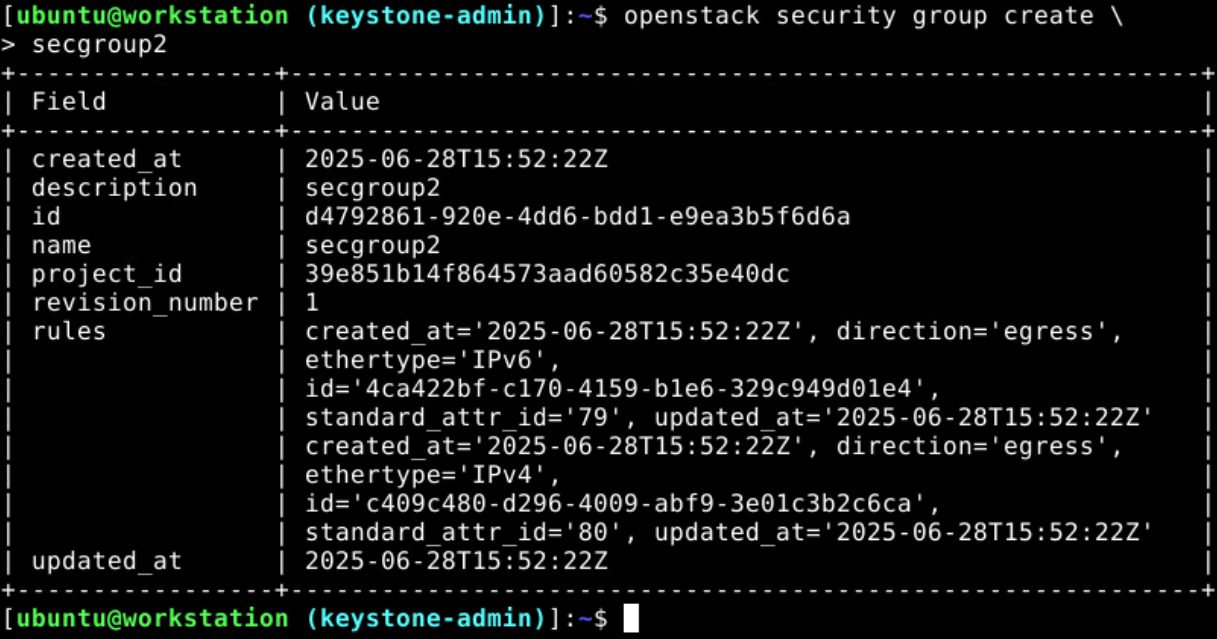 [ubuntu@workstation (keystone-admin)]:~$ openstack security group create \
> secgroup2
+-----------------+-------------------------------------------------------------+
| Field           | Value                                                       |
+-----------------+-------------------------------------------------------------+
| created_at      | 2025-06-28T15:52:22Z                                        |
| description     | secgroup2                                                   |
| id              | d4792861-920e-4dd6-bdd1-e9ea3b5f6d6a                        |
| name            | secgroup2                                                   |
| project_id      | 39e851b14f864573aad60582c35e40dc                            |
| revision_number | 1                                                           |
| rules           | created_at='2025-06-28T15:52:22Z', direction='egress',      |
|                 | ethertype='IPv6',                                           |
|                 | id='4ca422bf-c170-4159-b1e6-329c949d01e4',                  |
|                 | standard_attr_id='79', updated_at='2025-06-28T15:52:22Z'    |
|                 | created_at='2025-06-28T15:52:22Z', direction='egress',      |
|                 | ethertype='IPv4',                                           |
|                 | id='c409c480-d296-4009-abf9-3e01c3b2c6ca',                  |
|                 | standard_attr_id='80', updated_at='2025-06-28T15:52:22Z'    |
| updated_at      | 2025-06-28T15:52:22Z                                        |
+-----------------+-------------------------------------------------------------+
[ubuntu@workstation (keystone-admin)]:~$